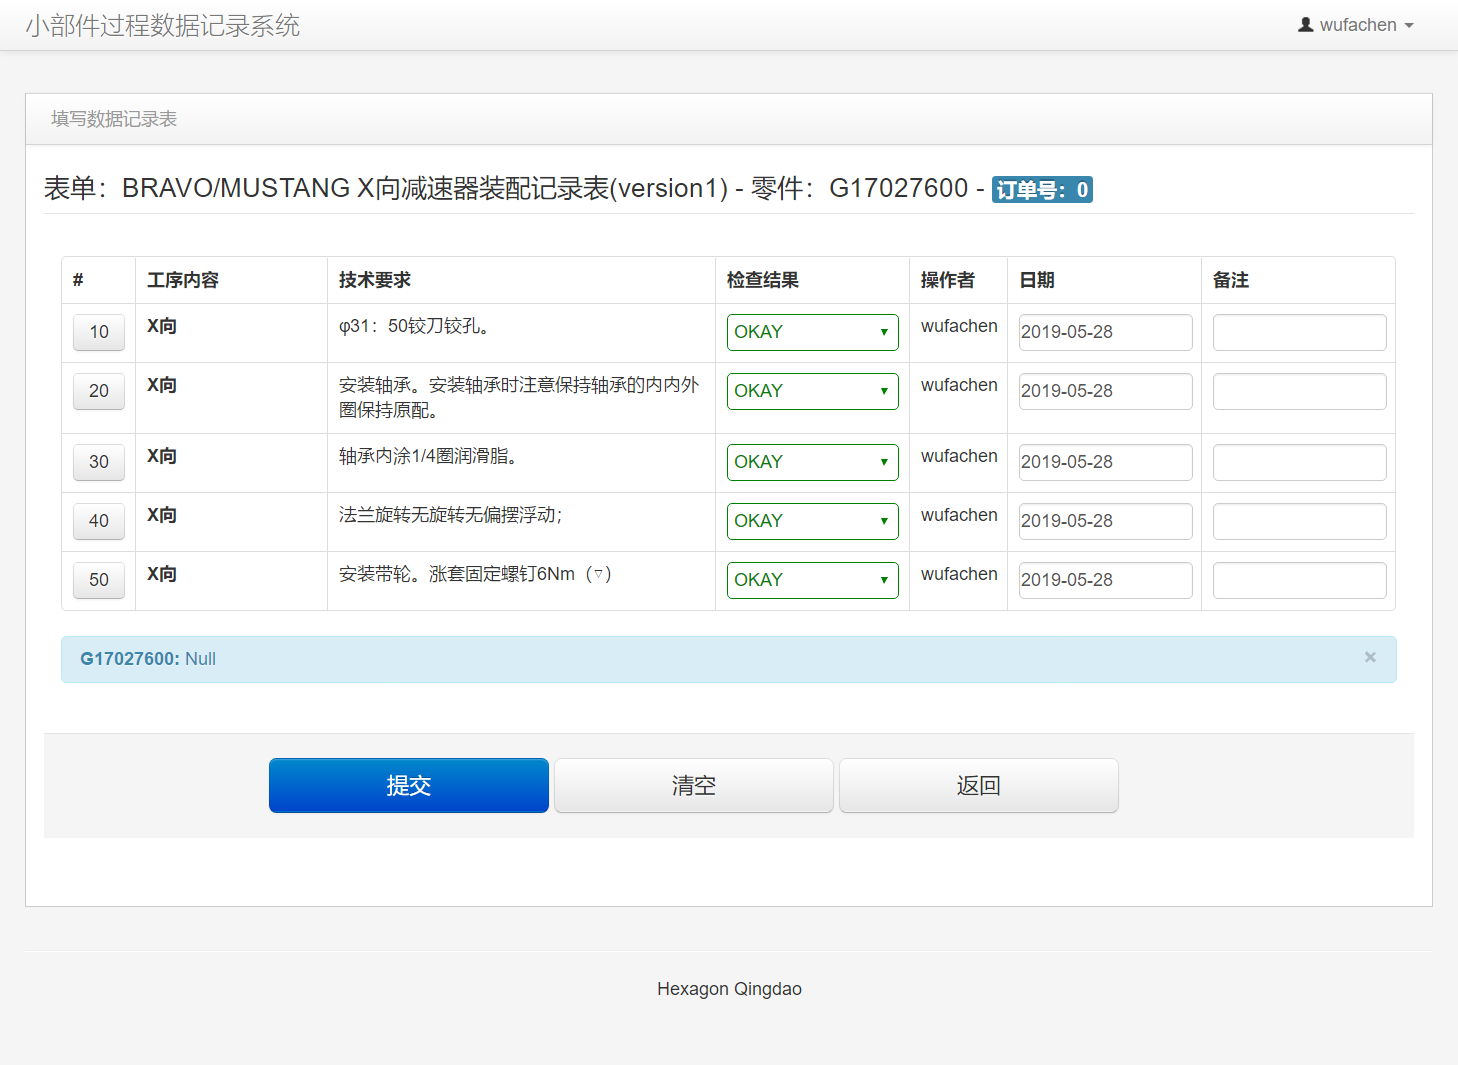 小部件过程数据记录系统
wufachen
填写数据记录表
表单：BRAVO/MUSTANG X向减速器装配记录表(version1) - 零件：G17027600 - 订单号：0
# 工序内容 技术要求 检查结果 操作者 日期 备注
10 X向 φ31：50铰刀铰孔。 OKAY wufachen 2019-05-28
20 X向 安装轴承。安装轴承时注意保持轴承的内内外 OKAY wufachen 2019-05-28
圈保持原配。
30 X向 轴承内涂1/4圈润滑脂。 OKAY wufachen 2019-05-28
40 X向 法兰旋转无旋转无偏摆浮动； OKAY wufachen 2019-05-28
50 X向 安装带轮。涨套固定螺钉6Nm（▽） OKAY wufachen 2019-05-28
G17027600: Null ×
提交 清空 返回
Hexagon Qingdao